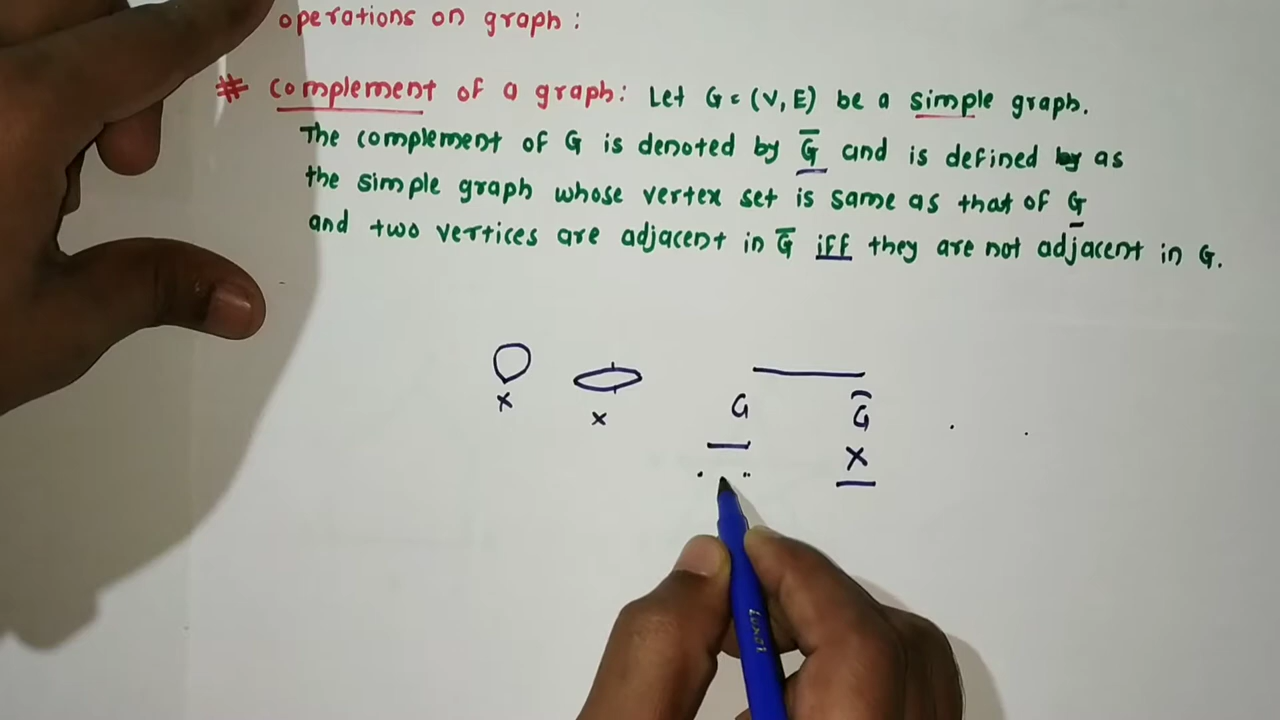 operations on graph:
# complement of a graph: Let G = (V, E) be a simple graph.
The complement of G is denoted by G̅ and is defined by as
the simple graph whose vertex set is same as that of G
and two vertices are adjacent in G̅ iff they are not adjacent in G.
G G̅
x x x
Luxor